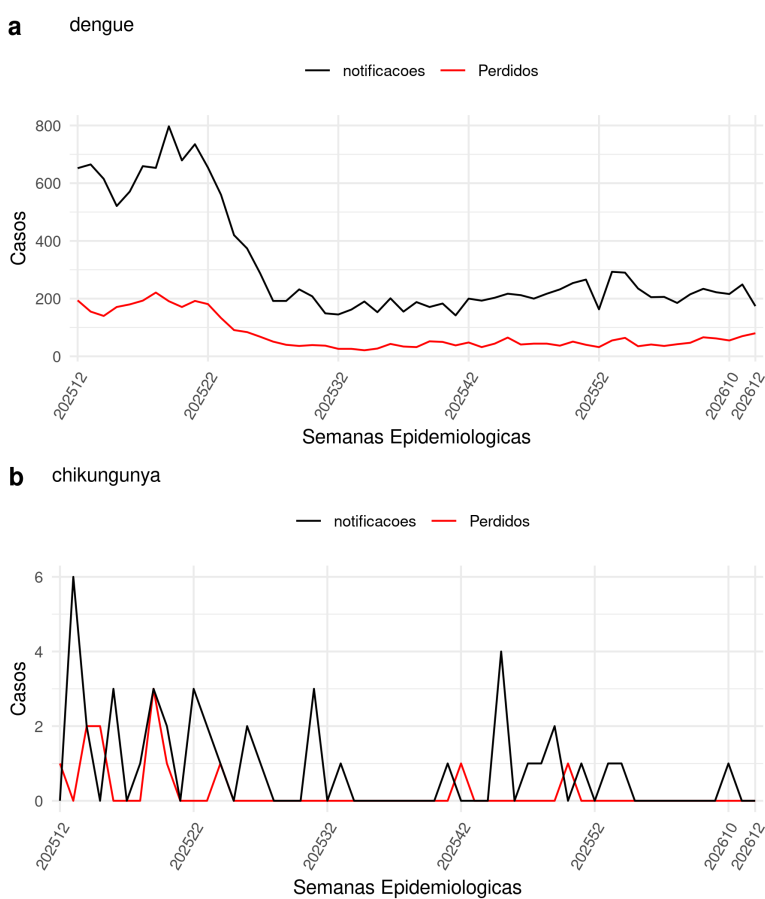 a dengue
notificacoes Perdidos
800
600
400
200
0
Casos
202512 202522 202532 202542 202552 202610 202612
Semanas Epidemiologicas
b chikungunya
notificacoes Perdidos
6
4
2
0
Casos
202512 202522 202532 202542 202552 202610 202612
Semanas Epidemiologicas